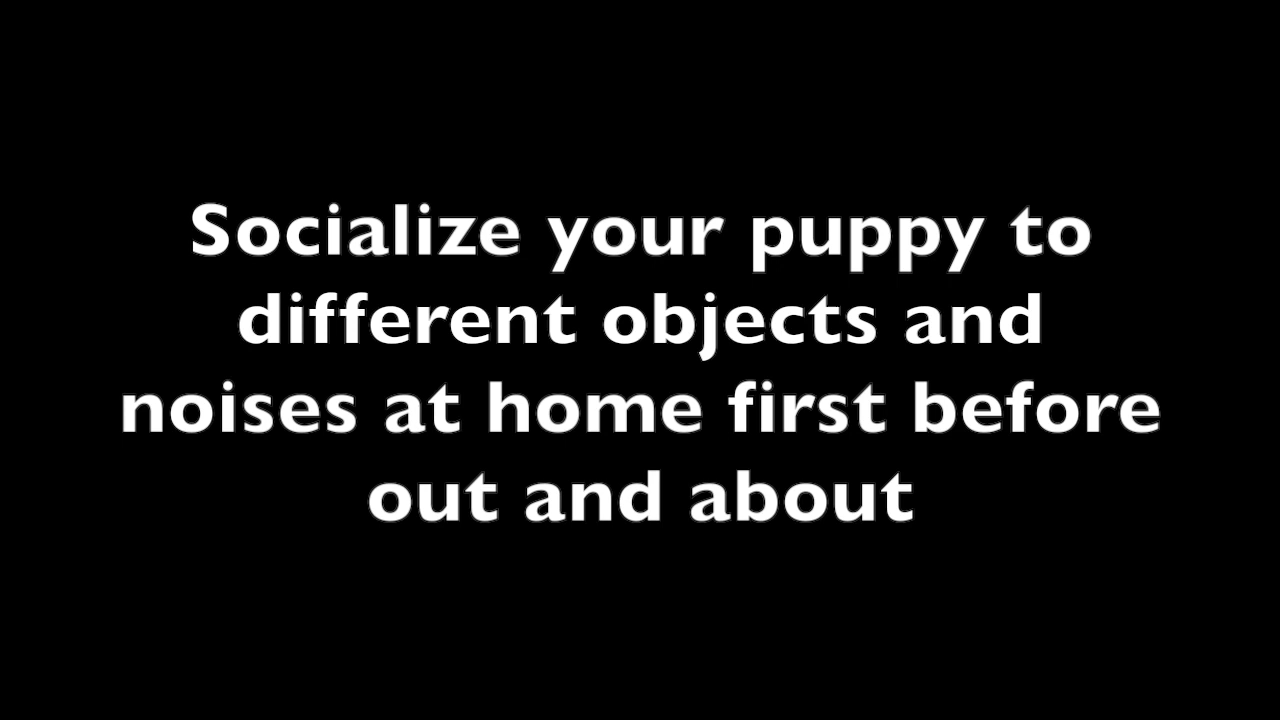 Socialize your puppy to
different objects and
noises at home first before
out and about